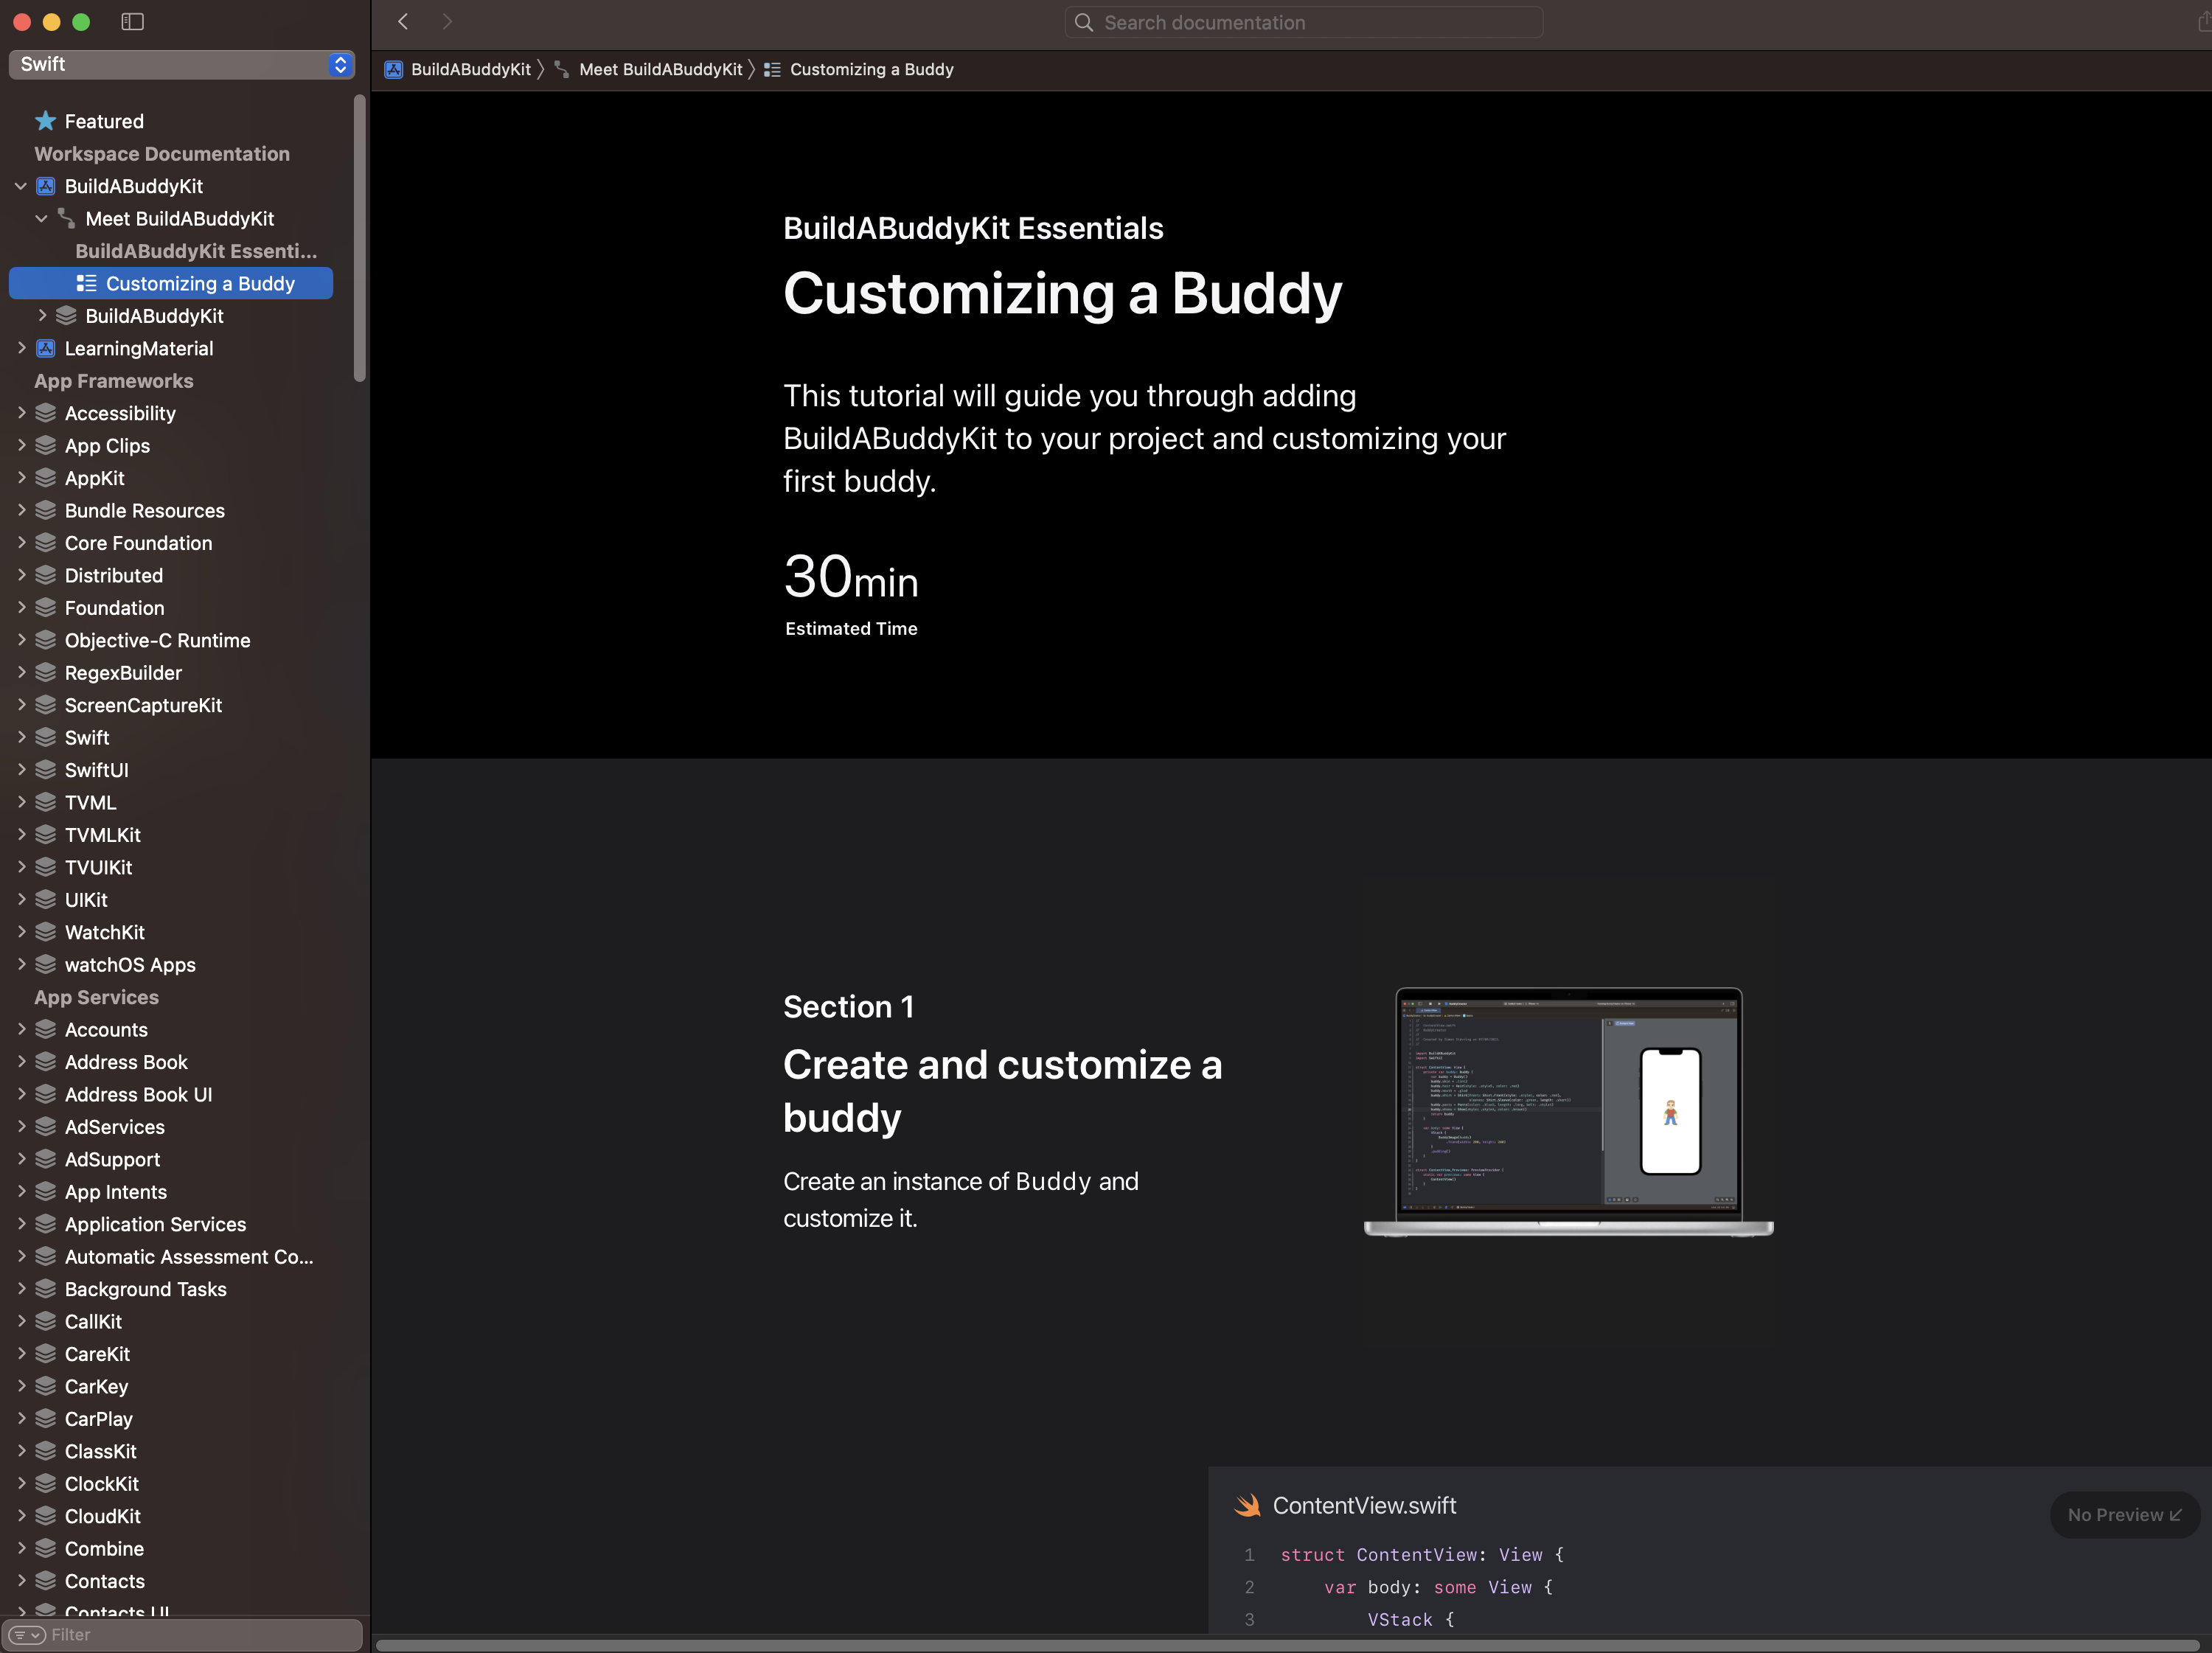 Swift
Featured
Workspace Documentation
BuildABuddyKit
Meet BuildABuddyKit
BuildABuddyKit Essenti...
Customizing a Buddy
BuildABuddyKit
LearningMaterial
App Frameworks
Accessibility
App Clips
AppKit
Bundle Resources
Core Foundation
Distributed
Foundation
Objective-C Runtime
RegexBuilder
ScreenCaptureKit
Swift
SwiftUI
TVML
TVMLKit
TVUIKit
UIKit
WatchKit
watchOS Apps
App Services
Accounts
Address Book
Address Book UI
AdServices
AdSupport
App Intents
Application Services
Automatic Assessment Co...
Background Tasks
CallKit
CareKit
CarKey
CarPlay
ClassKit
ClockKit
CloudKit
Combine
Contacts
Contacts UI
Filter
Search documentation
BuildABuddyKit
Meet BuildABuddyKit
Customizing a Buddy
BuildABuddyKit Essentials
Customizing a Buddy
This tutorial will guide you through adding
BuildABuddyKit to your project and customizing your
first buddy.
30min
Estimated Time
Section 1
Create and customize a
buddy
Create an instance of Buddy and
customize it.
ContentView.swift
No Preview
1 struct ContentView: View {
2 var body: some View {
3 VStack {